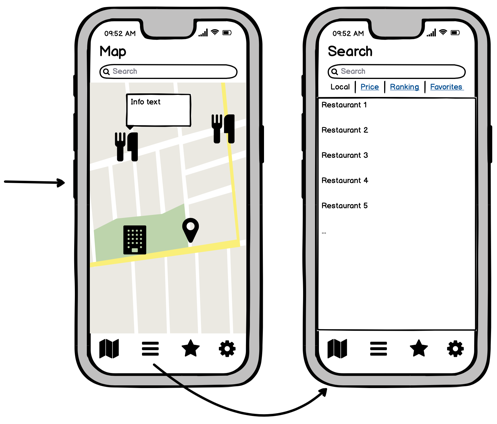 09:52 AM
Map
Search
Info text
09:52 AM
Search
Search
Local Price Ranking Favorites
Restaurant 1
Restaurant 2
Restaurant 3
Restaurant 4
Restaurant 5
...